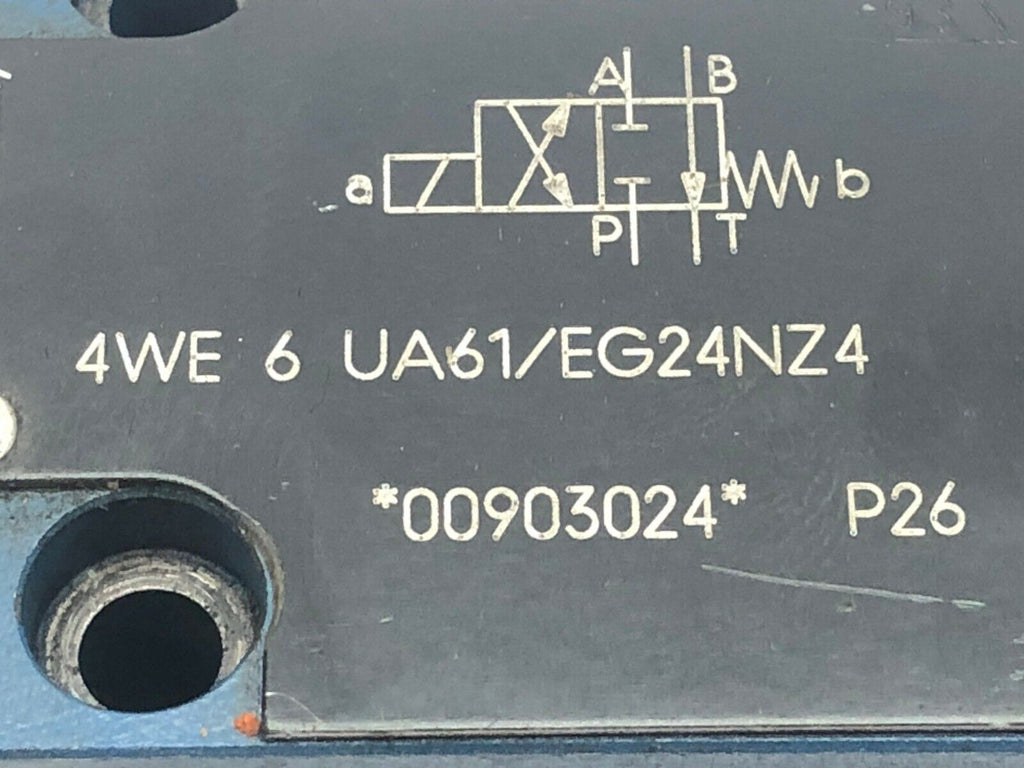 A B
a b
P T
4WE 6 UA61/EG24NZ4
*00903024* P26